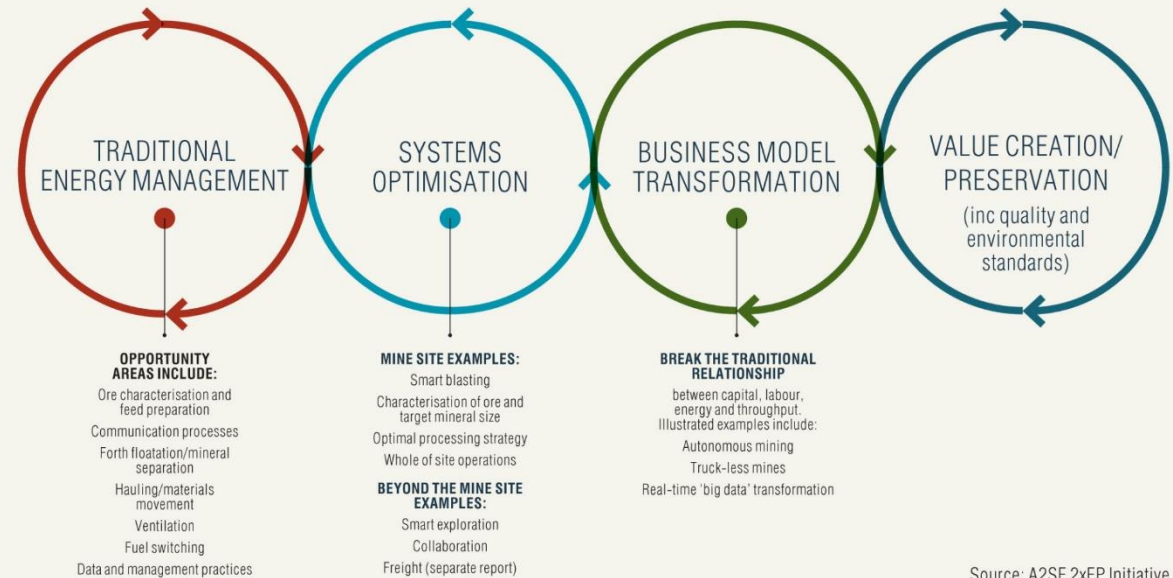 TRADITIONAL
ENERGY MANAGEMENT
SYSTEMS
OPTIMISATION
BUSINESS MODEL
TRANSFORMATION
VALUE CREATION/
PRESERVATION
(inc quality and
environmental
standards)
OPPORTUNITY
AREAS INCLUDE:
Ore characterisation and
feed preparation
Communication processes
Forth floatation/mineral
separation
Hauling/materials
movement
Ventilation
Fuel switching
Data and management practices
MINE SITE EXAMPLES:
Smart blasting
Characterisation of ore and
target mineral size
Optimal processing strategy
Whole of site operations
BEYOND THE MINE SITE
EXAMPLES:
Smart exploration
Collaboration
Freight (separate report)
BREAK THE TRADITIONAL
RELATIONSHIP
between capital, labour,
energy and throughput.
Illustrated examples include:
Autonomous mining
Truck-less mines
Real-time 'big data' transformation
Source: A2SE 2xEP Initiative